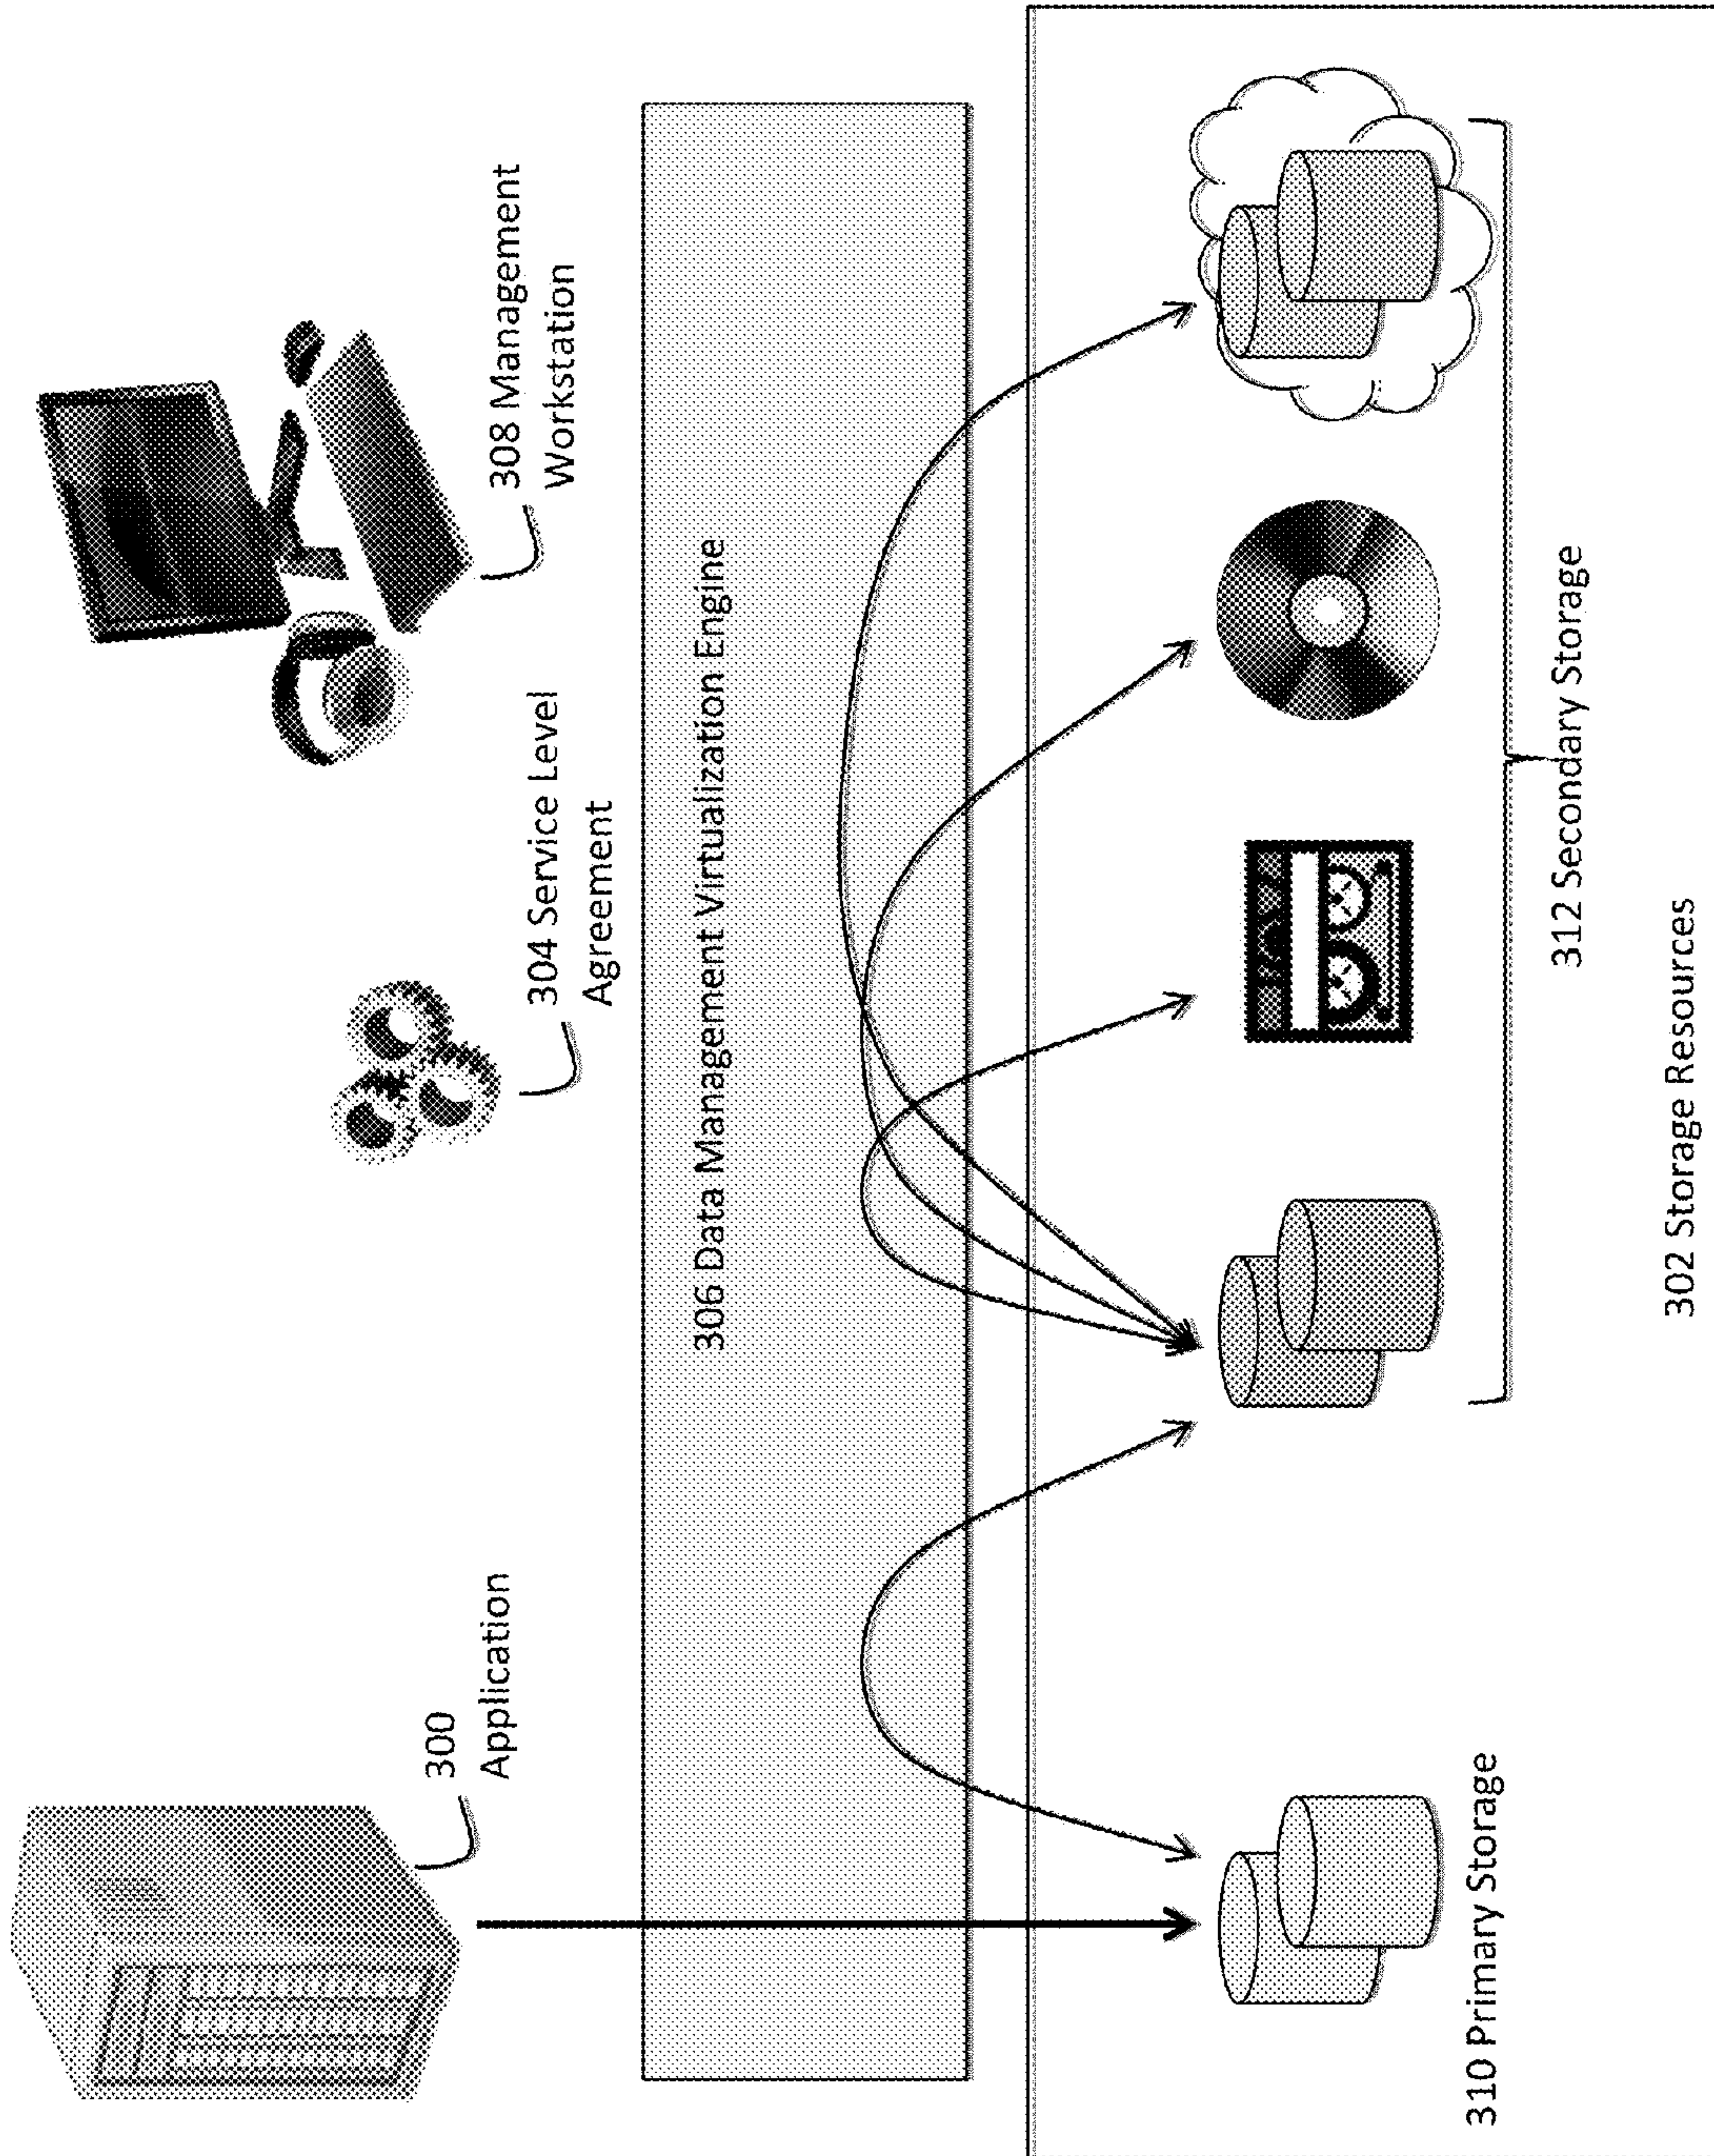 300
Application
304 Service Level
Agreement
308 Management
Workstation
306 Data Management Virtualization Engine
310 Primary Storage
312 Secondary Storage
302 Storage Resources